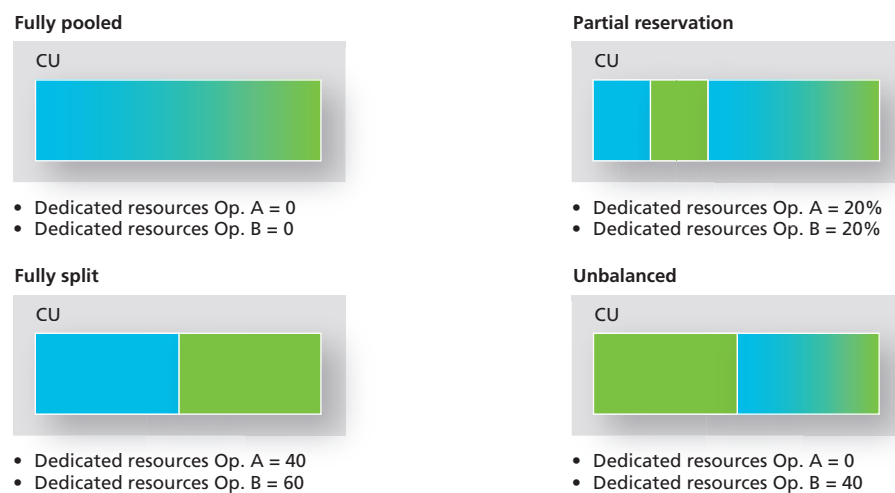 Fully pooled
CU
• Dedicated resources Op. A = 0
• Dedicated resources Op. B = 0
Partial reservation
CU
• Dedicated resources Op. A = 20%
• Dedicated resources Op. B = 20%
Fully split
CU
• Dedicated resources Op. A = 40
• Dedicated resources Op. B = 60
Unbalanced
CU
• Dedicated resources Op. A = 0
• Dedicated resources Op. B = 40